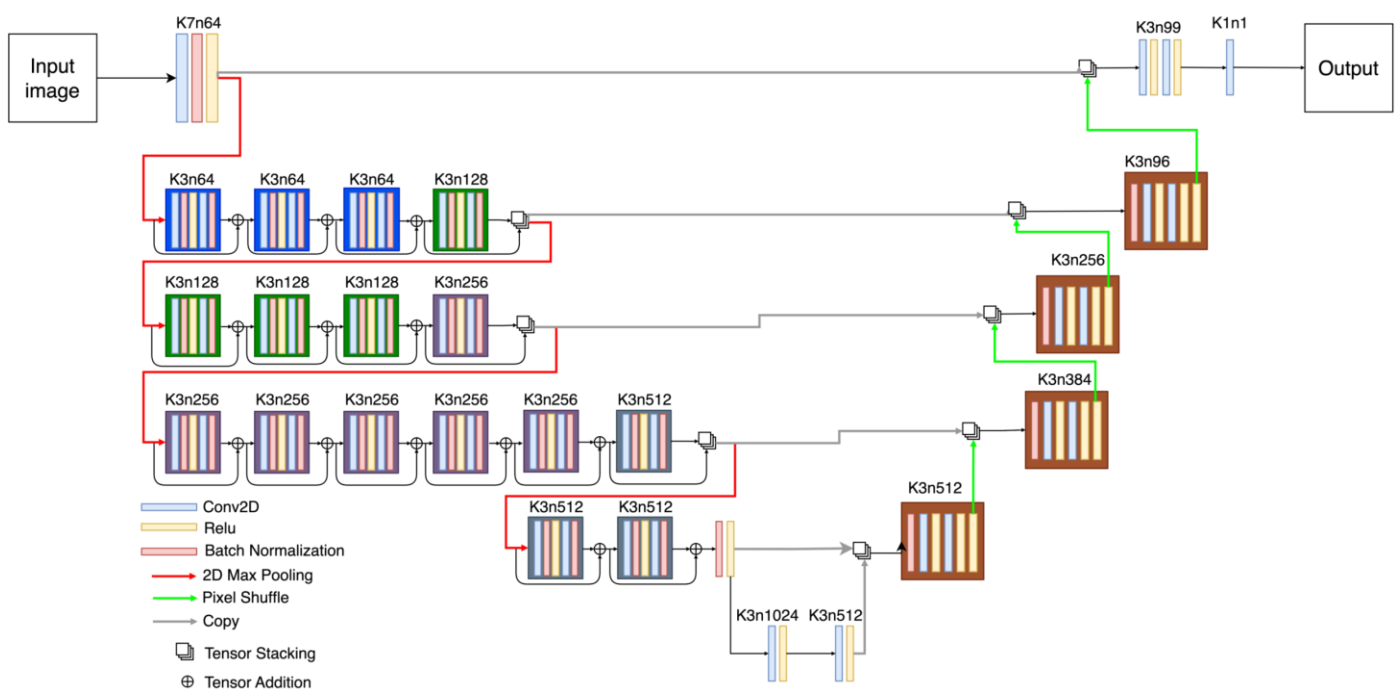 K7n64
K3n99
K1n1
Input
image
Output
K3n64
K3n64
K3n64
K3n128
K3n96
K3n128
K3n128
K3n128
K3n256
K3n256
K3n256
K3n256
K3n256
K3n256
K3n256
K3n512
K3n384
Conv2D
Relu
Batch Normalization
2D Max Pooling
Pixel Shuffle
Copy
Tensor Stacking
Tensor Addition
K3n512
K3n512
K3n512
K3n1024
K3n512